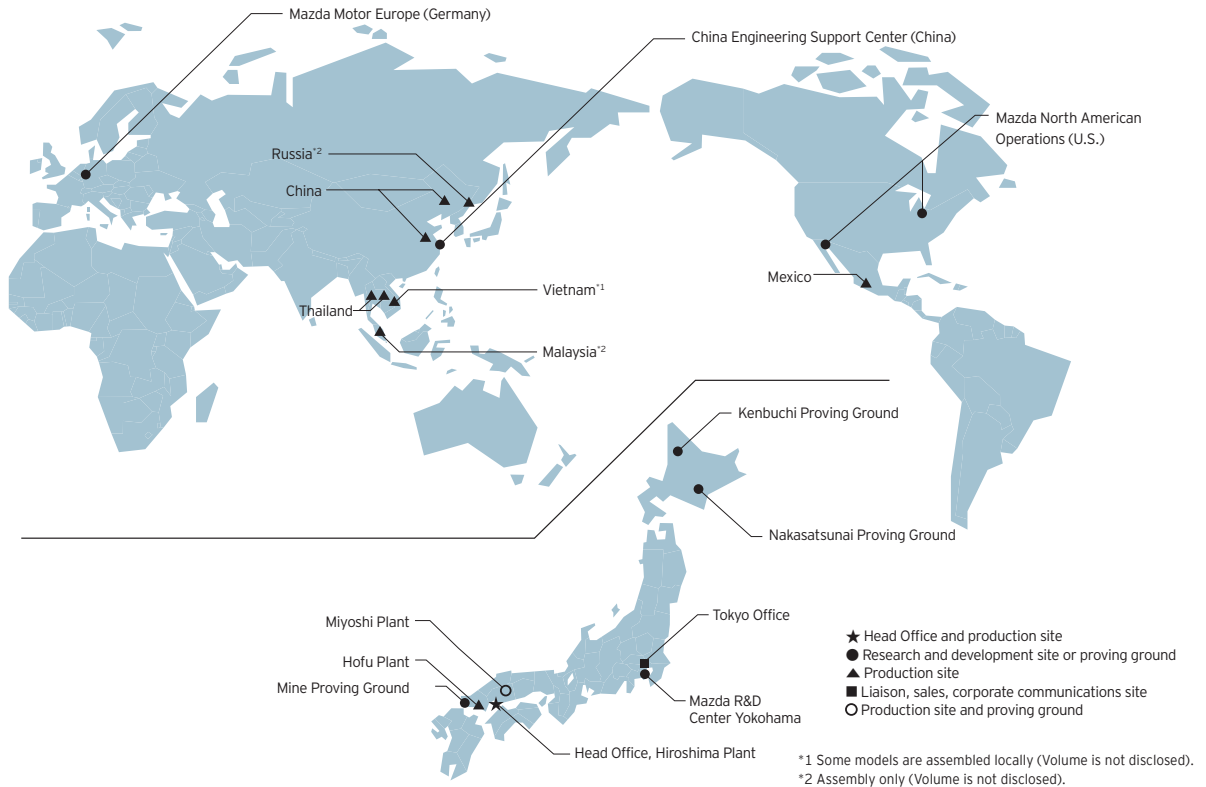 Mazda Motor Europe (Germany)
China Engineering Support Center (China)
Mazda North American
Operations (U.S.)
Russia*2
China
Mexico
Vietnam*1
Thailand
Malaysia*2
Kenbuchi Proving Ground
Nakasatsunai Proving Ground
Tokyo Office
Miyoshi Plant
Hofu Plant
Mine Proving Ground
Mazda R&D
Center Yokohama
Head Office, Hiroshima Plant
★ Head Office and production site
● Research and development site or proving ground
▲ Production site
■ Liaison, sales, corporate communications site
○ Production site and proving ground
*1 Some models are assembled locally (Volume is not disclosed).
*2 Assembly only (Volume is not disclosed).